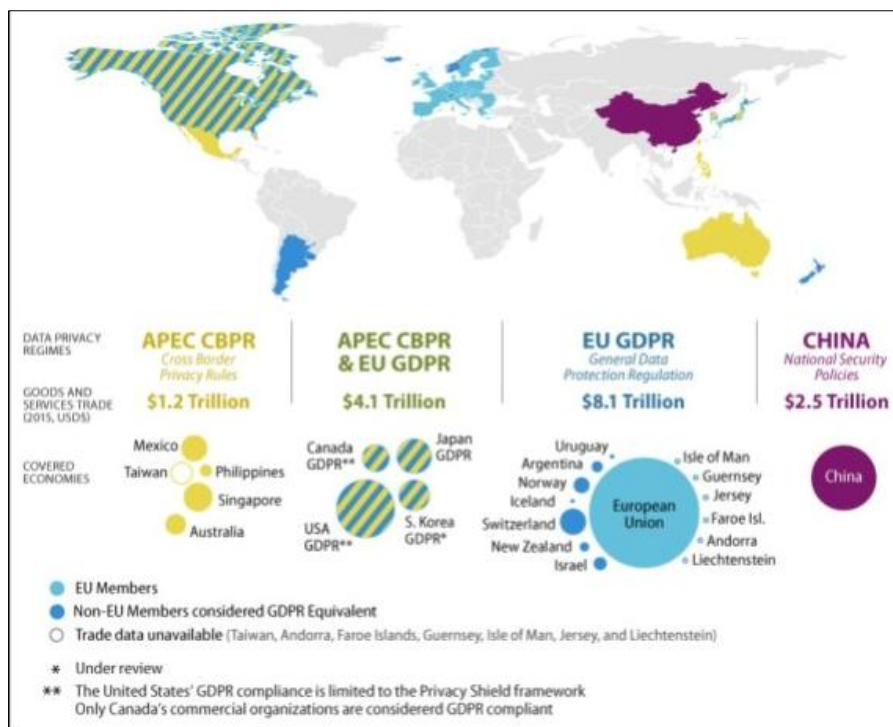 DATA PRIVACY
REGIMES
APEC CBPR
Cross Border
Privacy Rules
APEC CBPR
& EU GDPR
EU GDPR
General Data
Protection Regulation
CHINA
National Security
Policies
GOODS AND
SERVICES TRADE
(2015, USD$)
$1.2 Trillion
$4.1 Trillion
$8.1 Trillion
$2.5 Trillion
COVERED
ECONOMIES
Mexico
Taiwan
Philippines
Singapore
Australia
Canada
GDPR**
Japan
GDPR
USA
GDPR**
S. Korea
GDPR*
Uruguay
Argentina
Norway
Iceland
Switzerland
New Zealand
Israel
European
Union
Isle of Man
Guernsey
Jersey
Faroe Isl.
Andorra
Liechtenstein
China
EU Members
Non-EU Members considered GDPR Equivalent
Trade data unavailable (Taiwan, Andorra, Faroe Islands, Guernsey, Isle of Man, Jersey, and Liechtenstein)
* Under review
** The United States' GDPR compliance is limited to the Privacy Shield framework
Only Canada's commercial organizations are considererd GDPR compliant